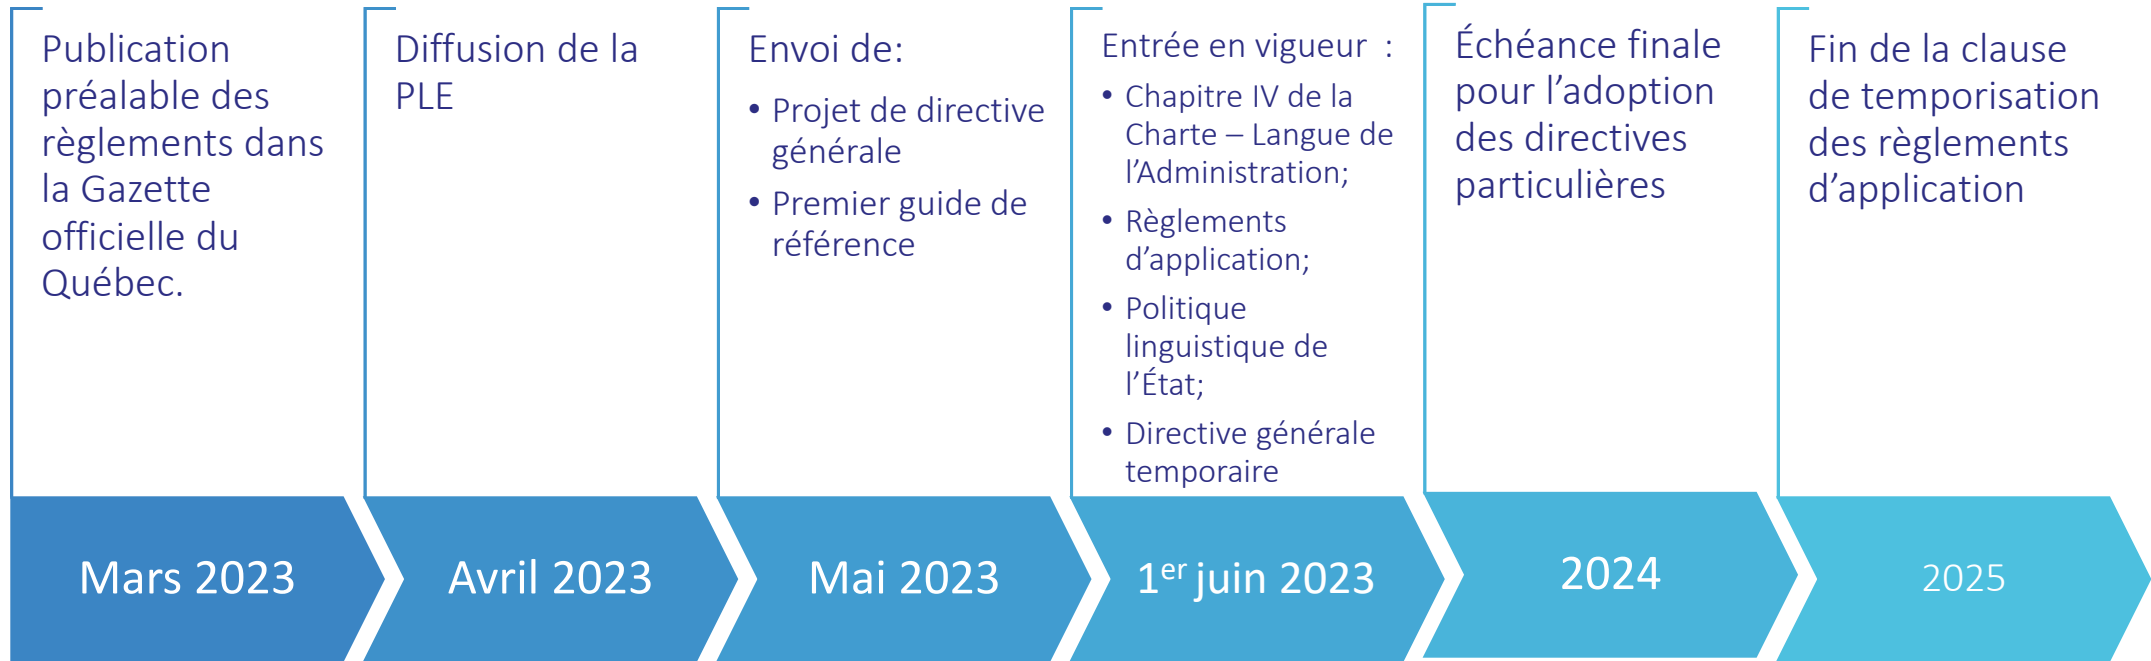 Publication
préalable des
règlements dans
la Gazette
officielle du
Québec.
Mars 2023
Diffusion de la
PLE
Avril 2023
Envoi de:
• Projet de directive
générale
• Premier guide de
référence
Mai 2023
Entrée en vigueur :
• Chapitre IV de la
Charte – Langue de
l’Administration;
• Règlements
d’application;
• Politique
linguistique de
l’État;
• Directive générale
temporaire
1er juin 2023
Échéance finale
pour l’adoption
des directives
particulières
2024
Fin de la clause
de temporisation
des règlements
d’application
2025